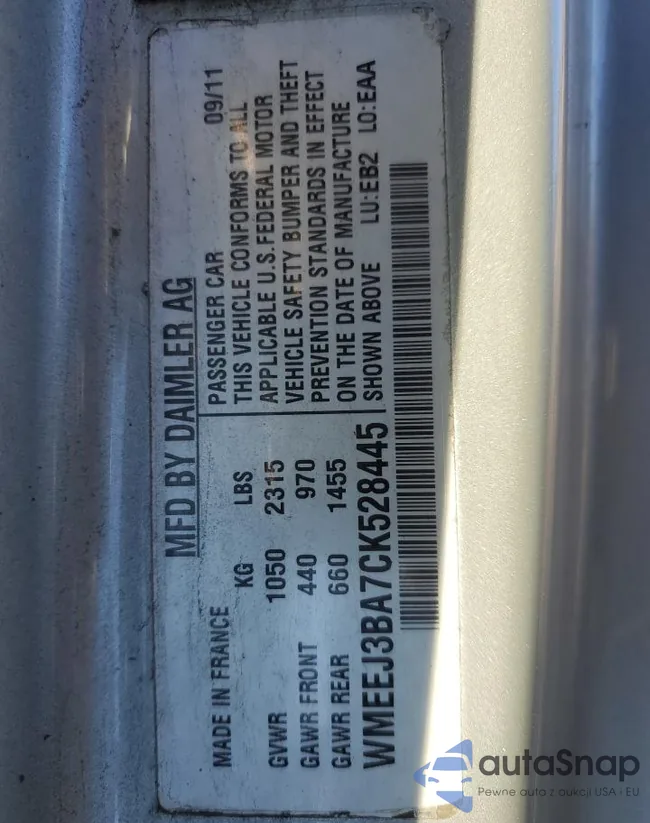 MFD BY DAIMLER AG
MADE IN FRANCE
KG LBS
GVWR 1050 2315
GAWR FRONT 440 970
GAWR REAR 660 1455
PASSENGER CAR 09/11
THIS VEHICLE CONFORMS TO ALL
APPLICABLE U.S.FEDERAL MOTOR
VEHICLE SAFETY BUMPER AND THEFT
PREVENTION STANDARDS IN EFFECT
ON THE DATE OF MANUFACTURE
SHOWN ABOVE LU:EB2 LO:EAA
WMEEJ3BA7CK528445
autaSnap
Pewne auta z aukcji USA i EU